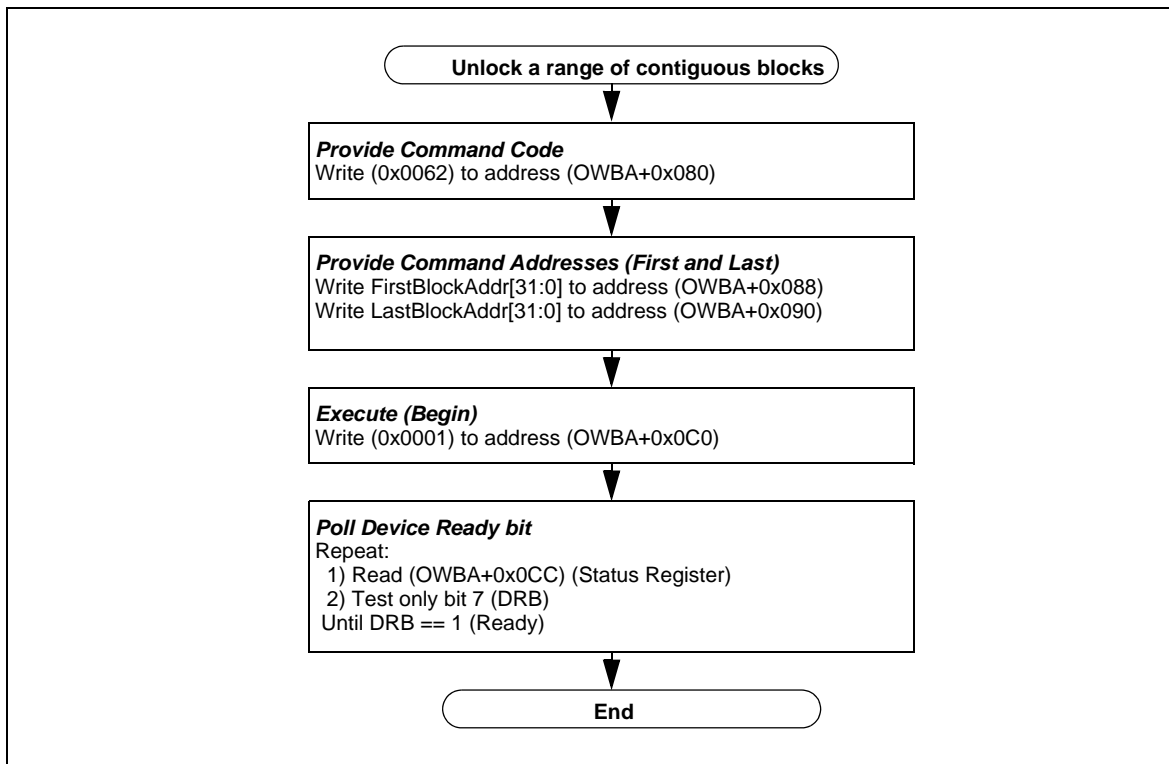 Unlock a range of contiguous blocks
Provide Command Code
Write (0x0062) to address (OWBA+0x080)
Provide Command Addresses (First and Last)
Write FirstBlockAddr[31:0] to address (OWBA+0x088)
Write LastBlockAddr[31:0] to address (OWBA+0x090)
Execute (Begin)
Write (0x0001) to address (OWBA+0x0C0)
Poll Device Ready bit
Repeat:
1) Read (OWBA+0x0CC) (Status Register)
2) Test only bit 7 (DRB)
Until DRB == 1 (Ready)
End